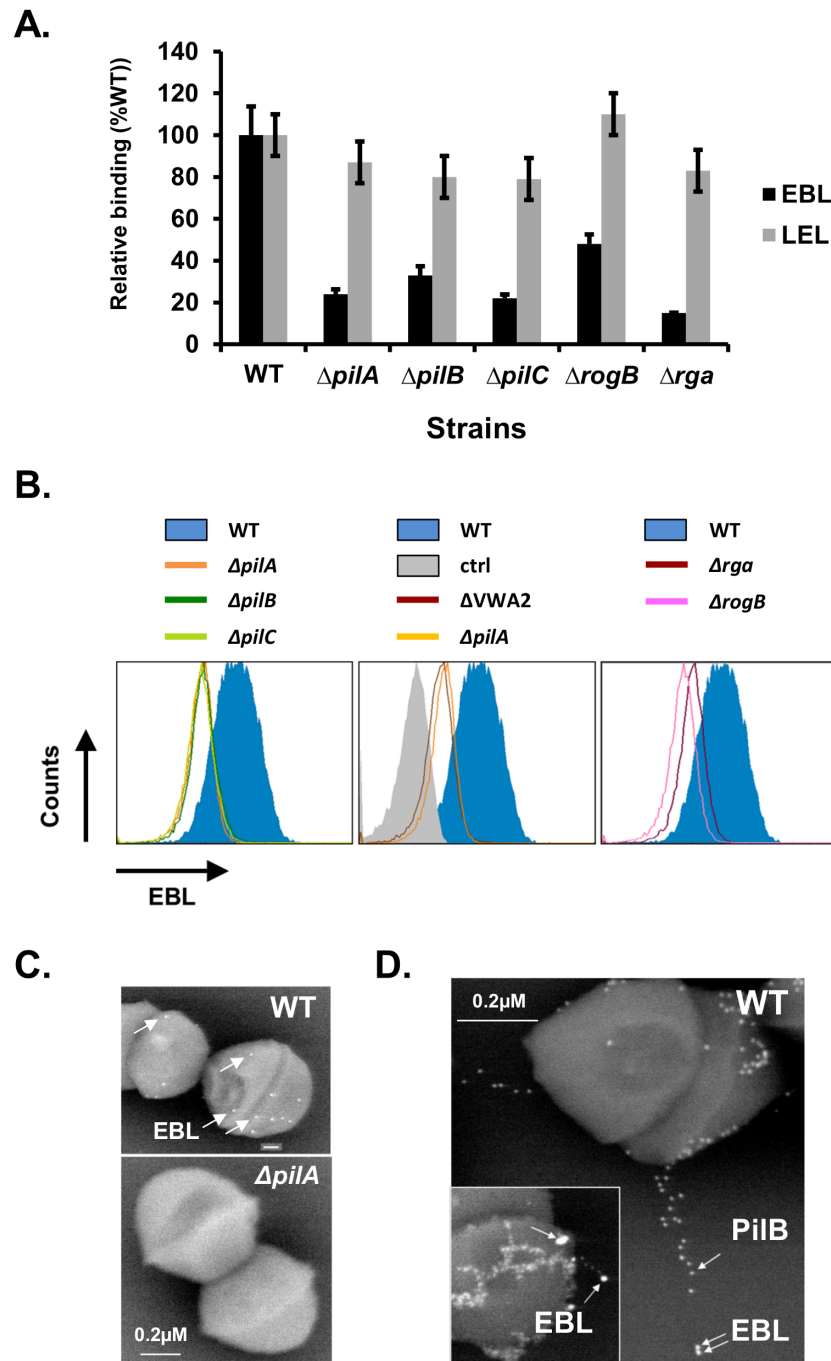 A.
Relative binding (%WT))
140
120
100
80
60
40
20
0
WT ΔpilA ΔpilB ΔpilC ΔrogB Δrga
Strains
EBL
LEL
B.
WT
ΔpilA
ΔpilB
ΔpilC
WT
ctrl
ΔVWA2
ΔpilA
WT
Δrga
ΔrogB
Counts
EBL
C.
WT
EBL
ΔpilA
0.2µM
D.
0.2µM
WT
PilB
EBL
EBL